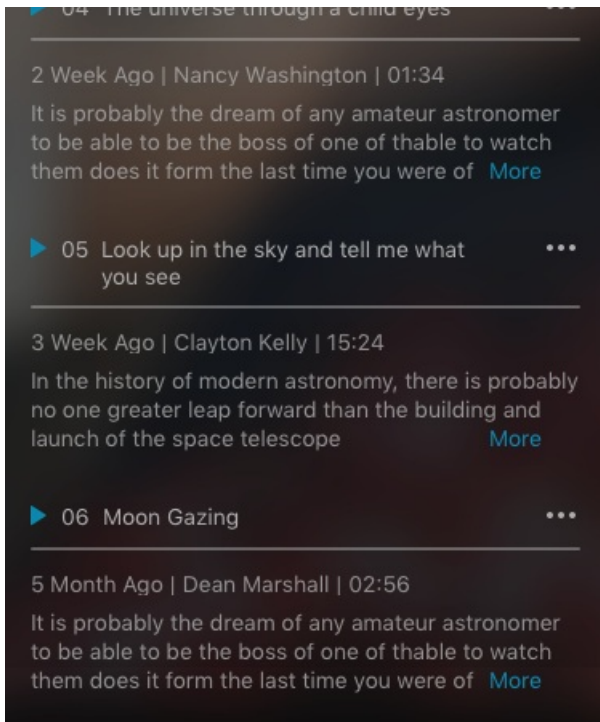 04 The universe through a child eyes
2 Week Ago | Nancy Washington | 01:34
It is probably the dream of any amateur astronomer
to be able to be the boss of one of thable to watch
them does it form the last time you were of More
05 Look up in the sky and tell me what
you see
3 Week Ago | Clayton Kelly | 15:24
In the history of modern astronomy, there is probably
no one greater leap forward than the building and
launch of the space telescope More
06 Moon Gazing
5 Month Ago | Dean Marshall | 02:56
It is probably the dream of any amateur astronomer
to be able to be the boss of one of thable to watch
them does it form the last time you were of More